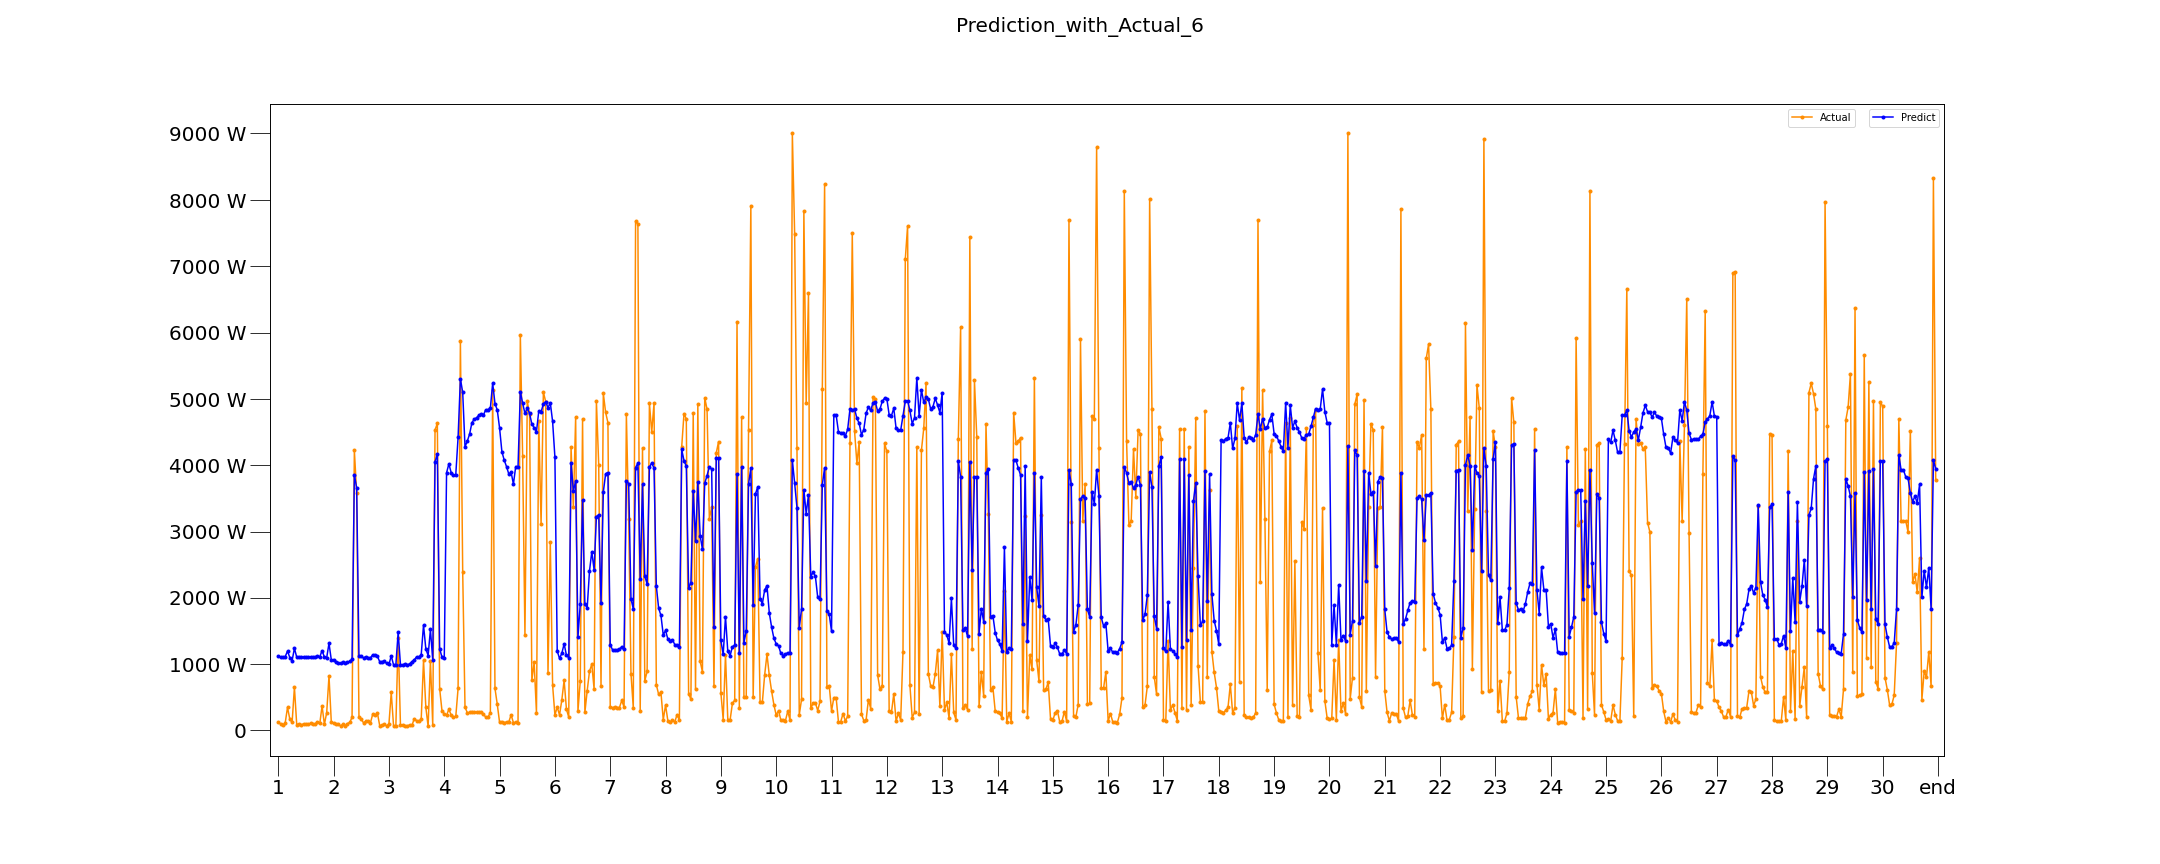 Prediction_with_Actual_6
Actual Predict
9000 W
8000 W
7000 W
6000 W
5000 W
4000 W
3000 W
2000 W
1000 W
0
1 2 3 4 5 6 7 8 9 10 11 12 13 14 15 16 17 18 19 20 21 22 23 24 25 26 27 28 29 30 end